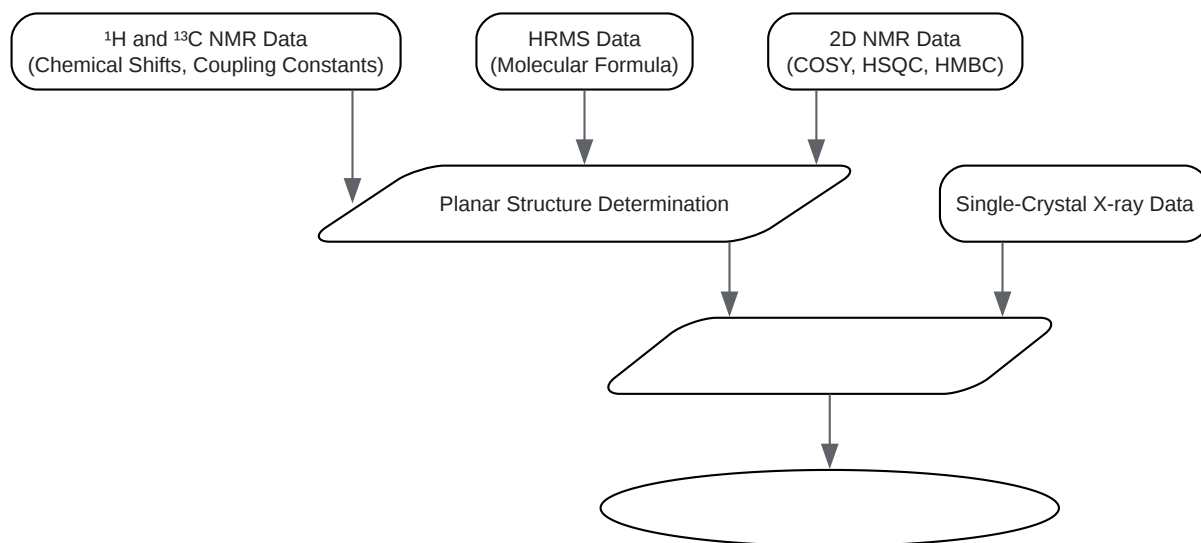 ¹H and ¹³C NMR Data
(Chemical Shifts, Coupling Constants)
HRMS Data
(Molecular Formula)
2D NMR Data
(COSY, HSQC, HMBC)
Planar Structure Determination
Single-Crystal X-ray Data